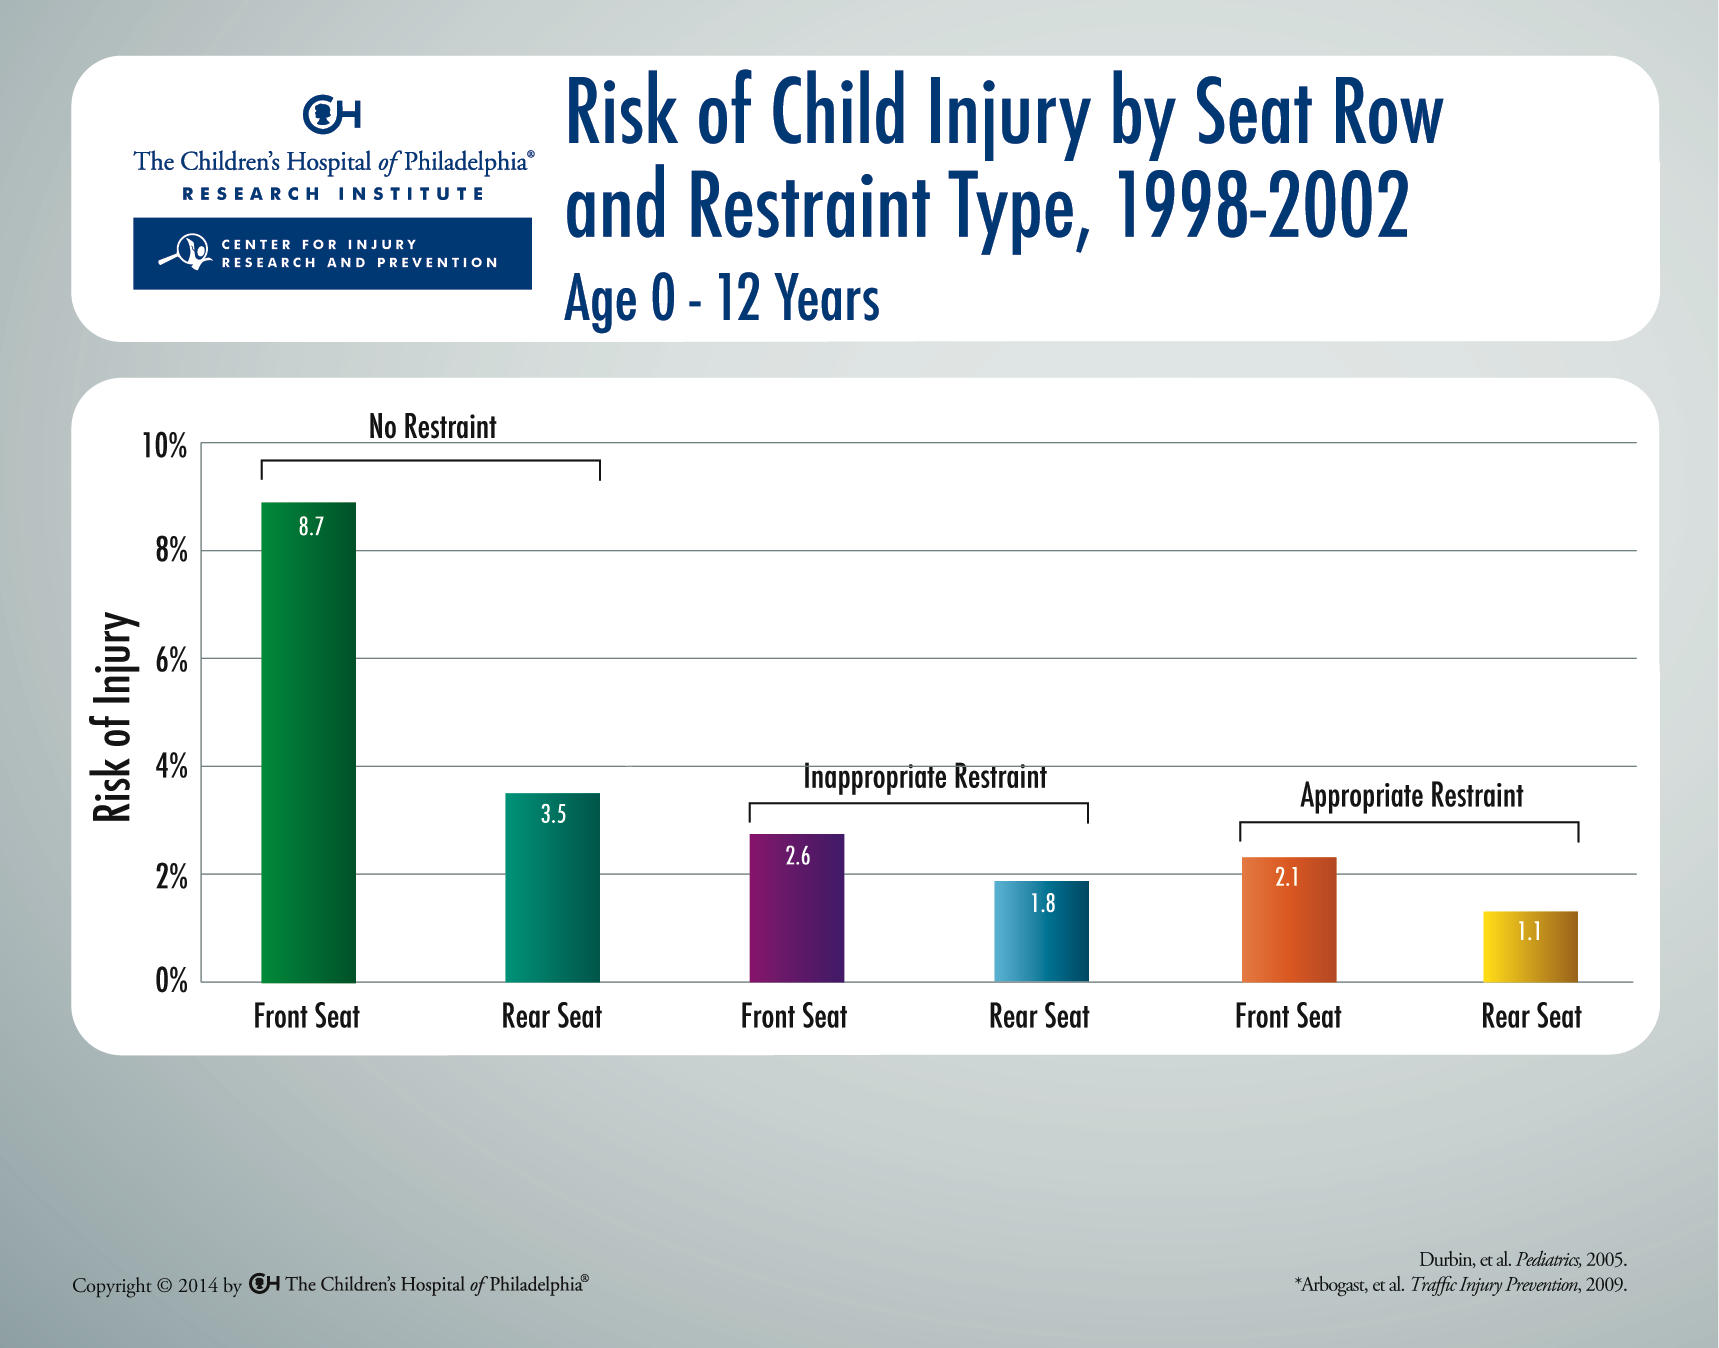 CH
The Children's Hospital of Philadelphia®
RESEARCH INSTITUTE
CENTER FOR INJURY
RESEARCH AND PREVENTION
Risk of Child Injury by Seat Row
and Restraint Type, 1998-2002
Age 0 - 12 Years
No Restraint
10%
8.7
8%
6%
4%
Inappropriate Restraint
Appropriate Restraint
3.5
2.6
2%
1.8
2.1
1.1
0%
Risk of Injury
Front Seat
Rear Seat
Front Seat
Rear Seat
Front Seat
Rear Seat
Durbin, et al. Pediatrics, 2005.
*Arbogast, et al. Traffic Injury Prevention, 2009.
Copyright © 2014 by CH The Children's Hospital of Philadelphia®